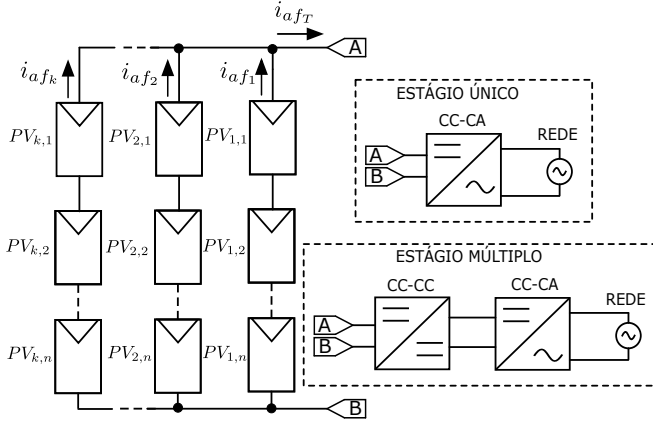 i_{af_T}
A
i_{af_k} i_{af_2} i_{af_1}
PV_{k,1} PV_{2,1} PV_{1,1}
PV_{k,2} PV_{2,2} PV_{1,2}
PV_{k,n} PV_{2,n} PV_{1,n}
B
ESTÁGIO ÚNICO
CC-CA
REDE
A
B
ESTÁGIO MÚLTIPLO
CC-CC CC-CA
REDE
A
B